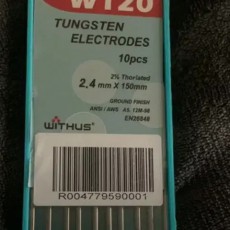 WT20
TUNGSTEN
ELECTRODES
10pcs
2% Thoriated
2,4 mm X 150mm
GROUND FINISH
ANSI / AWS A5. 12M-98
EN26848
WITHUS
R004779590001